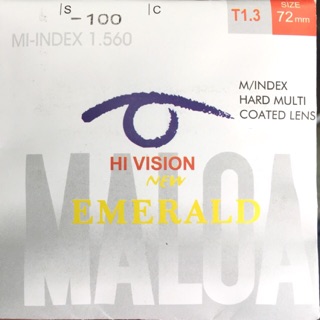 S C T1.3 SIZE
-100 72mm
MI-INDEX 1.560
M/INDEX
HARD MULTI
COATED LENS
HI VISION
NEW
EMERALD
MALOA
MALOA